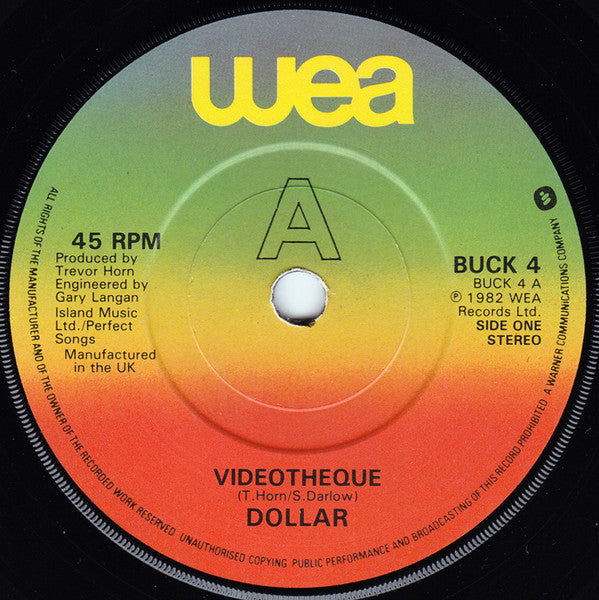 wea
A
45 RPM
Produced by
Trevor Horn
Engineered by
Gary Langan
Island Music
Ltd./Perfect
Songs
Manufactured
in the UK
BUCK 4
BUCK 4 A
℗ 1982 WEA
Records Ltd.
SIDE ONE
STEREO
VIDEOTHEQUE
(T.Horn/S.Darlow)
DOLLAR
ALL RIGHTS OF THE MANUFACTURER AND OF THE OWNER OF THE RECORDED WORK RESERVED UNAUTHORISED COPYING PUBLIC PERFORMANCE AND BROADCASTING OF THIS RECORD PROHIBITED A WARNER COMMUNICATIONS COMPANY